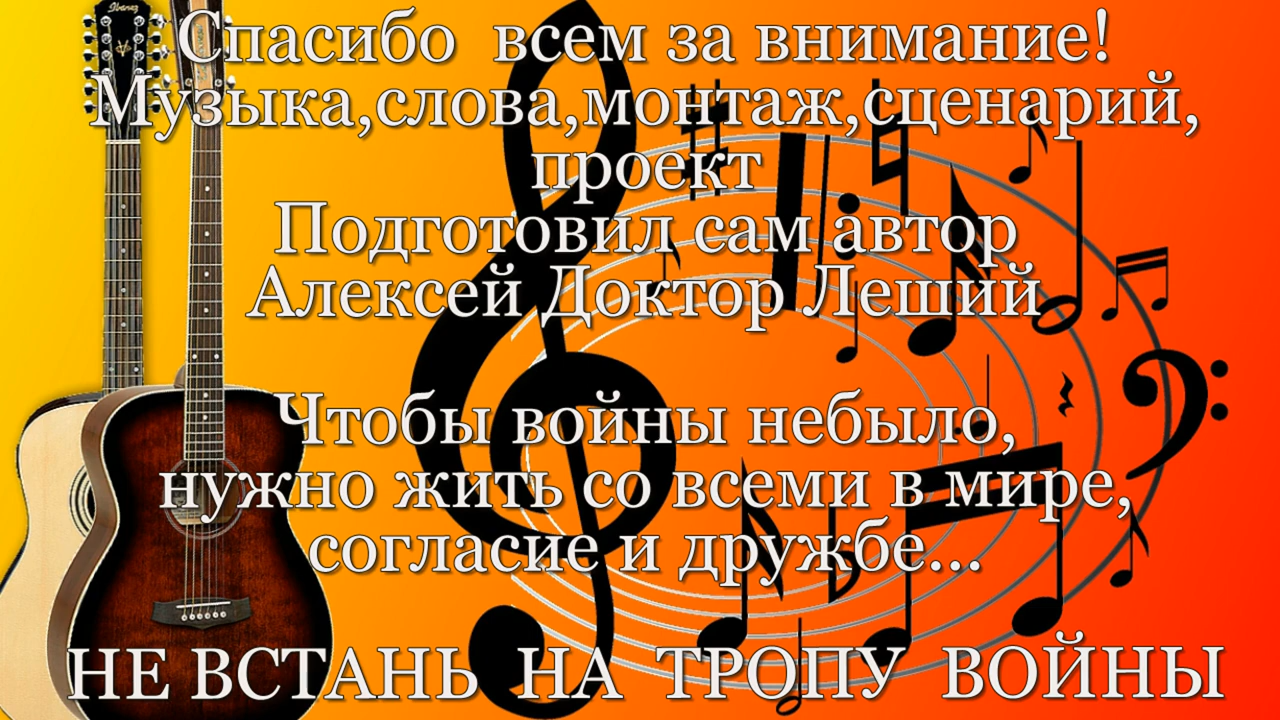 Ibanez
Спасибо всем за внимание!
Музыка,слова,монтаж,сценарий,
проект
Подготовил сам автор
Алексей Доктор Леший
Чтобы войны небыло,
нужно жить со всеми в мире,
согласие и дружбе...
НЕ ВСТАНЬ НА ТРОПУ ВОЙНЫ